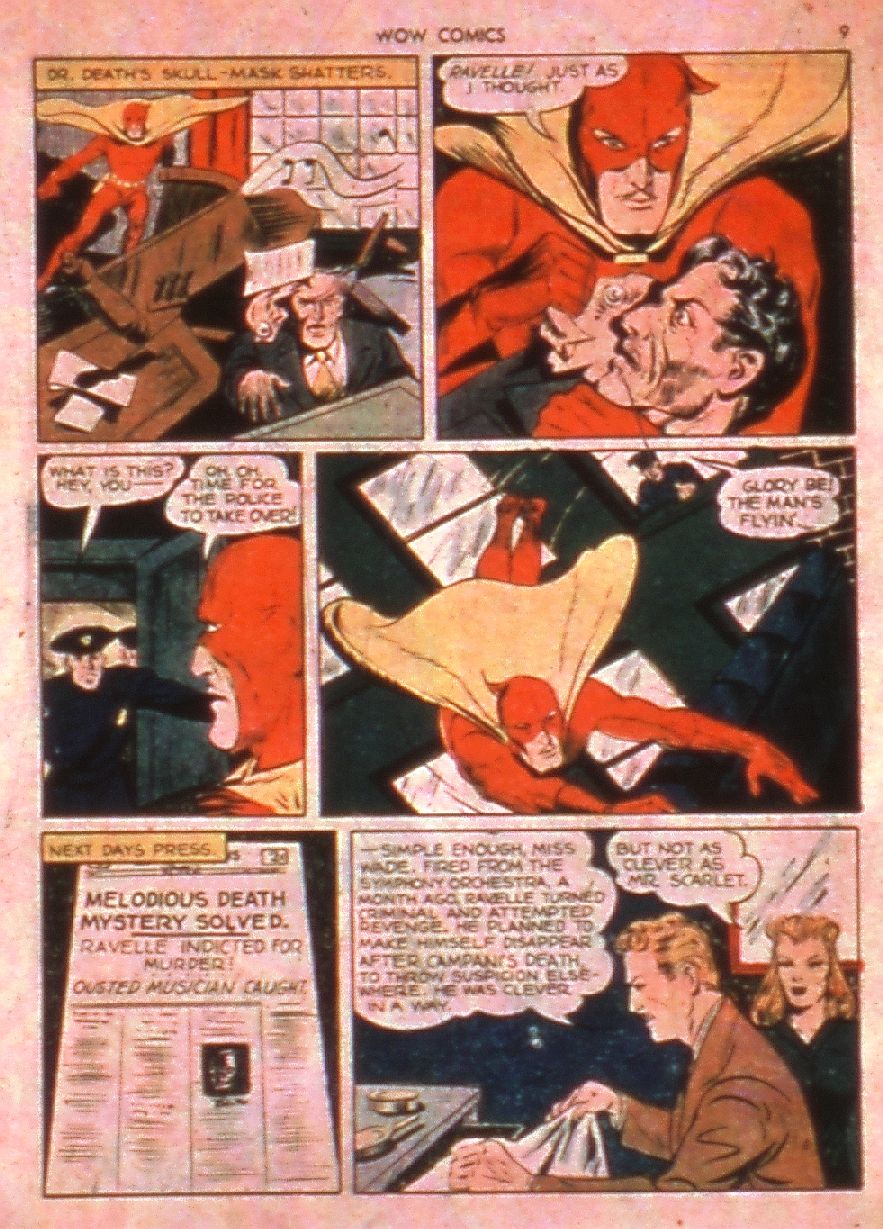 WOW COMICS
9
DR. DEATH'S SKULL-MASK SHATTERS.
RAVELLE! JUST AS
I THOUGHT.
WHAT IS THIS?
HEY, YOU—
OH, OH,
TIME FOR
THE POLICE
TO TAKE OVER!
GLORY BE!
THE MAN'S
FLYIN'
NEXT DAYS PRESS.
MELODIOUS DEATH
MYSTERY SOLVED.
RAVELLE INDICTED FOR
MURDER!
OUSTED MUSICIAN CAUGHT.
—SIMPLE ENOUGH, MISS
WADE, FIRED FROM THE
SYMPHONY ORCHESTRA, A
MONTH AGO, RAVELLE TURNED
CRIMINAL AND ATTEMPTED
REVENGE. HE PLANNED TO
MAKE HIMSELF DISAPPEAR
AFTER CAMPANI'S DEATH,
TO THROW SUSPICION ELSE-
WHERE. HE WAS CLEVER
IN A WAY.
BUT NOT AS
CLEVER AS
MR. SCARLET.